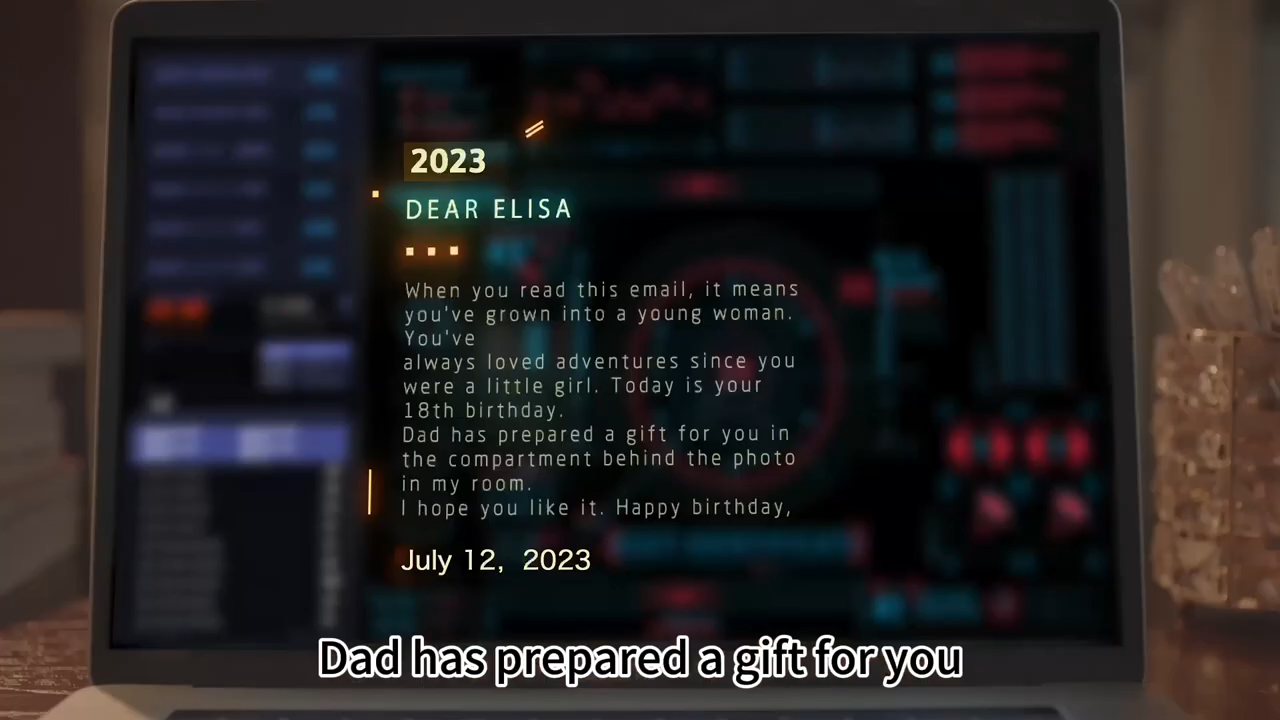 2023
DEAR ELISA
When you read this email, it means
you've grown into a young woman.
You've
always loved adventures since you
were a little girl. Today is your
18th birthday.
Dad has prepared a gift for you in
the compartment behind the photo
in my room.
I hope you like it. Happy birthday,
July 12, 2023
Dad has prepared a gift for you